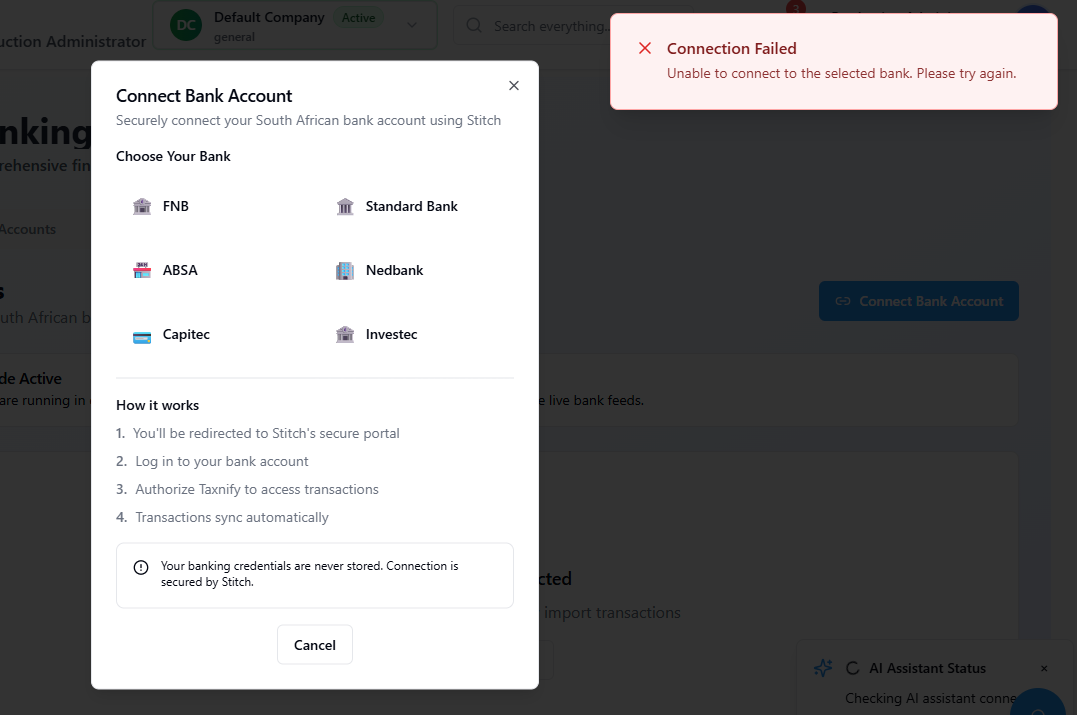 DC
Default Company
Active
general
Search everything..
3
uction Administrator
Connection Failed
Unable to connect to the selected bank. Please try again.
Connect Bank Account
Securely connect your South African bank account using Stitch
Choose Your Bank
FNB
Standard Bank
ABSA
Nedbank
Capitec
Investec
How it works
1. You'll be redirected to Stitch's secure portal
2. Log in to your bank account
3. Authorize Taxnify to access transactions
4. Transactions sync automatically
Your banking credentials are never stored. Connection is
secured by Stitch.
Cancel
nking
rehensive fin
Accounts
s
uth African b
Connect Bank Account
de Active
are running in
e live bank feeds.
cted
import transactions
AI Assistant Status
×
Checking AI assistant conne